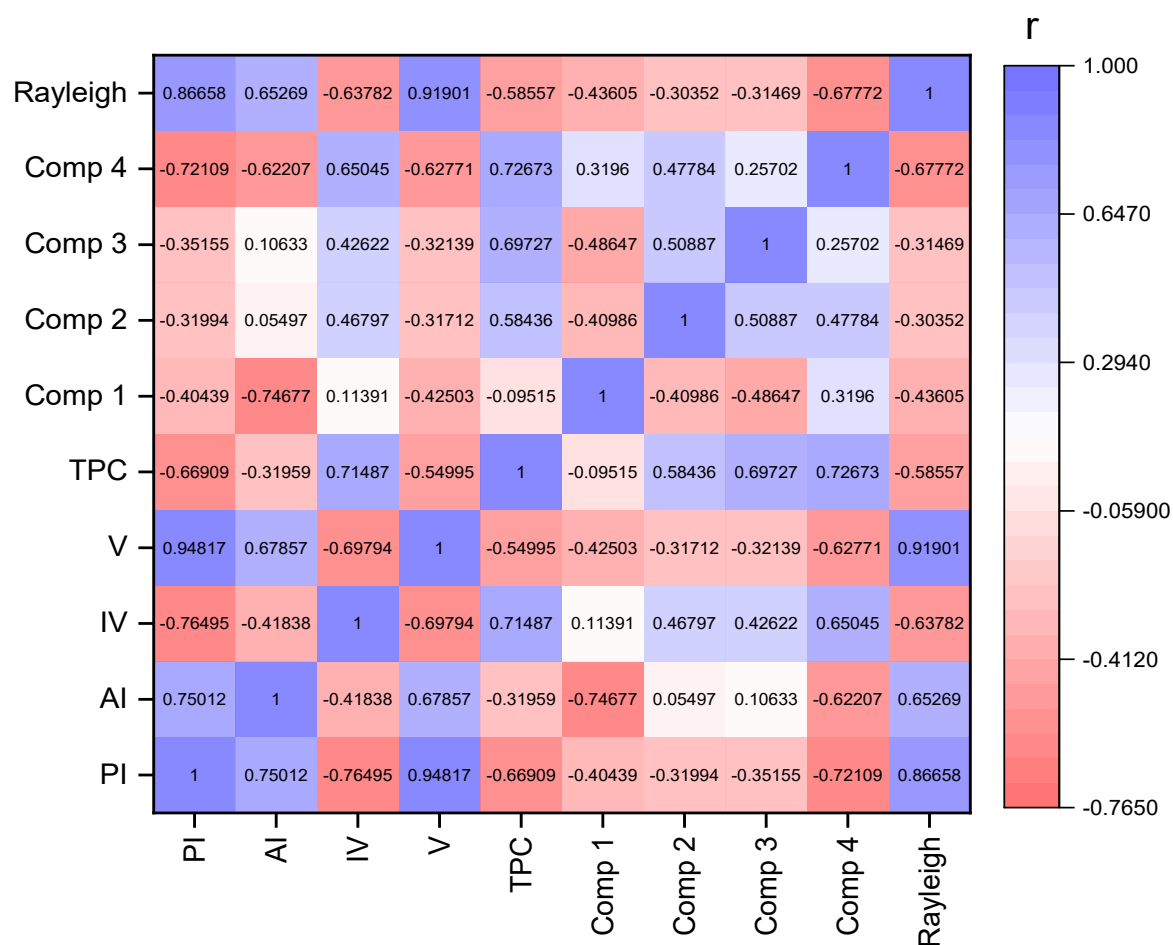 r
Rayleigh 0.86658 0.65269 -0.63782 0.91901 -0.58557 -0.43605 -0.30352 -0.31469 -0.67772 1
Comp 4 -0.72109 -0.62207 0.65045 -0.62771 0.72673 0.3196 0.47784 0.25702 1 -0.67772
Comp 3 -0.35155 0.10633 0.42622 -0.32139 0.69727 -0.48647 0.50887 1 0.25702 -0.31469
Comp 2 -0.31994 0.05497 0.46797 -0.31712 0.58436 -0.40986 1 0.50887 0.47784 -0.30352
Comp 1 -0.40439 -0.74677 0.11391 -0.42503 -0.09515 1 -0.40986 -0.48647 0.3196 -0.43605
TPC -0.66909 -0.31959 0.71487 -0.54995 1 -0.09515 0.58436 0.69727 0.72673 -0.58557
V 0.94817 0.67857 -0.69794 1 -0.54995 -0.42503 -0.31712 -0.32139 -0.62771 0.91901
IV -0.76495 -0.41838 1 -0.69794 0.71487 0.11391 0.46797 0.42622 0.65045 -0.63782
AI 0.75012 1 -0.41838 0.67857 -0.31959 -0.74677 0.05497 0.10633 -0.62207 0.65269
PI 1 0.75012 -0.76495 0.94817 -0.66909 -0.40439 -0.31994 -0.35155 -0.72109 0.86658
PI AI IV V TPC Comp 1 Comp 2 Comp 3 Comp 4 Rayleigh
1.000
0.6470
0.2940
-0.05900
-0.4120
-0.7650